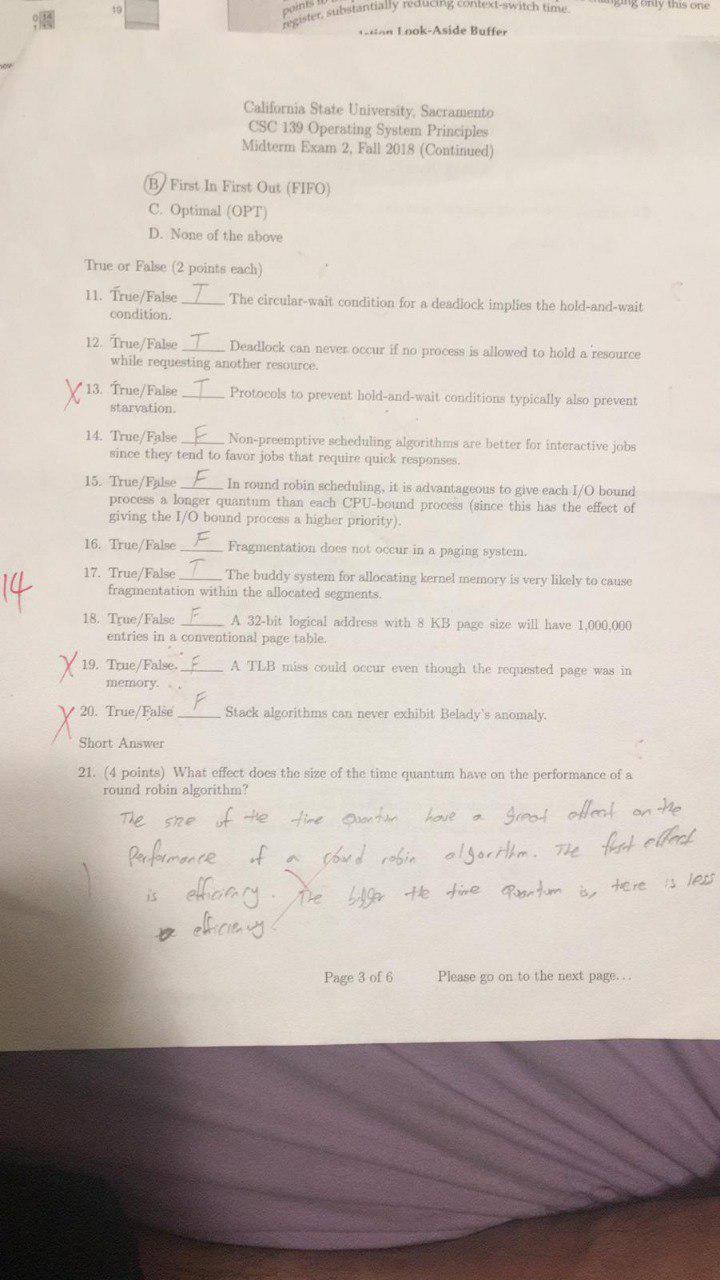 19
points
nging only this one
register, substantially reducing context-switch time.
Look-Aside Buffer
now
California State University, Sacramento
CSC 139 Operating System Principles
Midterm Exam 2, Fall 2018 (Continued)
B. First In First Out (FIFO)
C. Optimal (OPT)
D. None of the above
True or False (2 points each)
11. True/False T The circular-wait condition for a deadlock implies the hold-and-wait
condition.
12. True/False T Deadlock can never occur if no process is allowed to hold a resource
while requesting another resource.
X 13. True/False T Protocols to prevent hold-and-wait conditions typically also prevent
starvation.
14. True/False F Non-preemptive scheduling algorithms are better for interactive jobs
since they tend to favor jobs that require quick responses.
15. True/False F In round robin scheduling, it is advantageous to give each I/O bound
process a longer quantum than each CPU-bound process (since this has the effect of
giving the I/O bound process a higher priority).
16. True/False F Fragmentation does not occur in a paging system.
14 17. True/False T The buddy system for allocating kernel memory is very likely to cause
fragmentation within the allocated segments.
18. True/False F A 32-bit logical address with 8 KB page size will have 1,000,000
entries in a conventional page table.
X 19. True/False. F A TLB miss could occur even though the requested page was in
memory.
X 20. True/False F Stack algorithms can never exhibit Belady's anomaly.
Short Answer
21. (4 points) What effect does the size of the time quantum have on the performance of a
round robin algorithm?
The size of the time Quantum have a great effect on the
Performance of a round robin algorithm. The first effect
is efficiency. The bigger the time Quantum is, there is less
efficiency.
Page 3 of 6 Please go on to the next page...